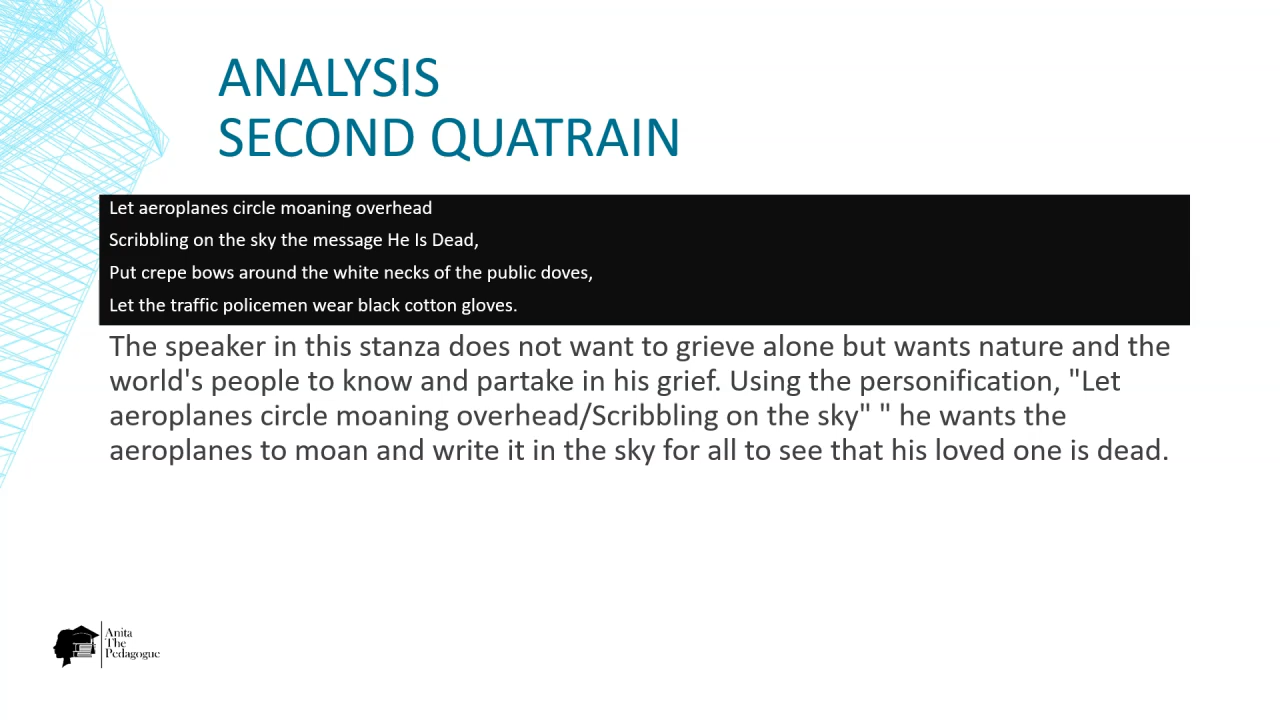 ANALYSIS
SECOND QUATRAIN
Let aeroplanes circle moaning overhead
Scribbling on the sky the message He Is Dead,
Put crepe bows around the white necks of the public doves,
Let the traffic policemen wear black cotton gloves.
The speaker in this stanza does not want to grieve alone but wants nature and the
world's people to know and partake in his grief. Using the personification, "Let
aeroplanes circle moaning overhead/Scribbling on the sky" " he wants the
aeroplanes to moan and write it in the sky for all to see that his loved one is dead.
Anita
The
Pedagogue